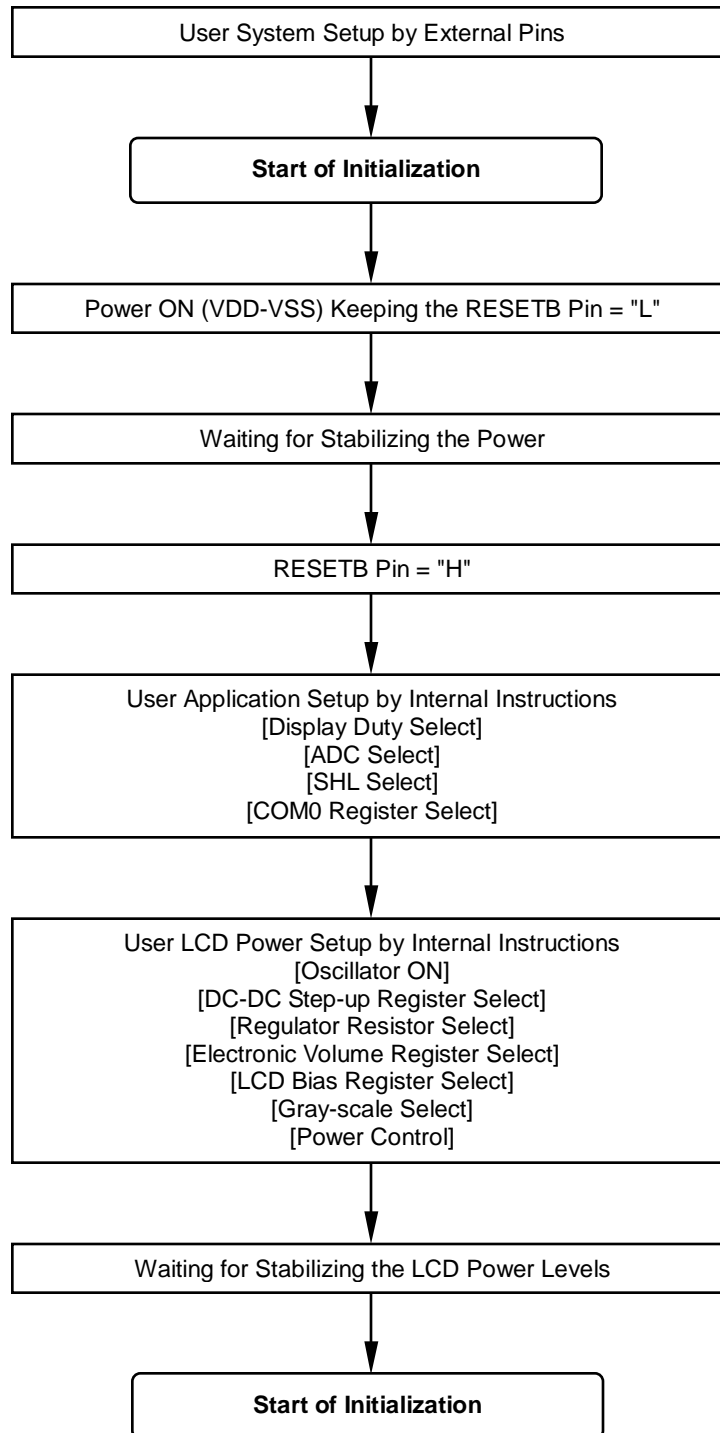 User System Setup by External Pins
Start of Initialization
Power ON (VDD-VSS) Keeping the RESETB Pin = "L"
Waiting for Stabilizing the Power
RESETB Pin = "H"
User Application Setup by Internal Instructions
[Display Duty Select]
[ADC Select]
[SHL Select]
[COM0 Register Select]
User LCD Power Setup by Internal Instructions
[Oscillator ON]
[DC-DC Step-up Register Select]
[Regulator Resistor Select]
[Electronic Volume Register Select]
[LCD Bias Register Select]
[Gray-scale Select]
[Power Control]
Waiting for Stabilizing the LCD Power Levels
Start of Initialization